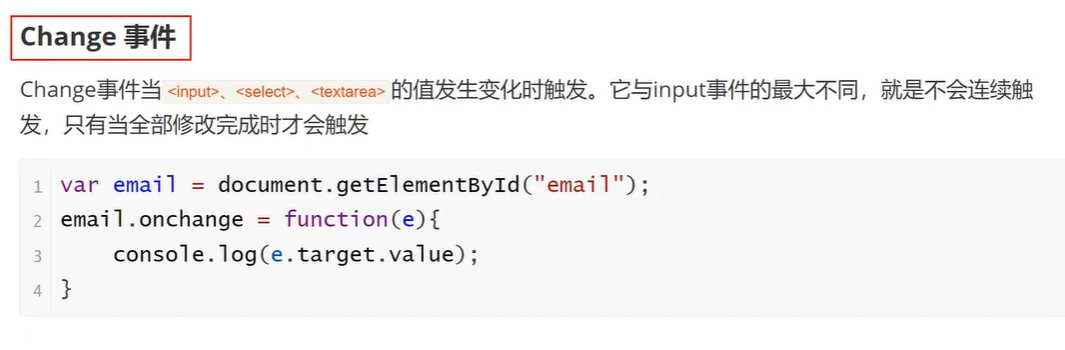 Change 事件
Change事件当<input>、<select>、<textarea>的值发生变化时触发。它与input事件的最大不同，就是不会连续触
发，只有当全部修改完成时才会触发
1 var email = document.getElementById("email");
2 email.onchange = function(e){
3     console.log(e.target.value);
4 }